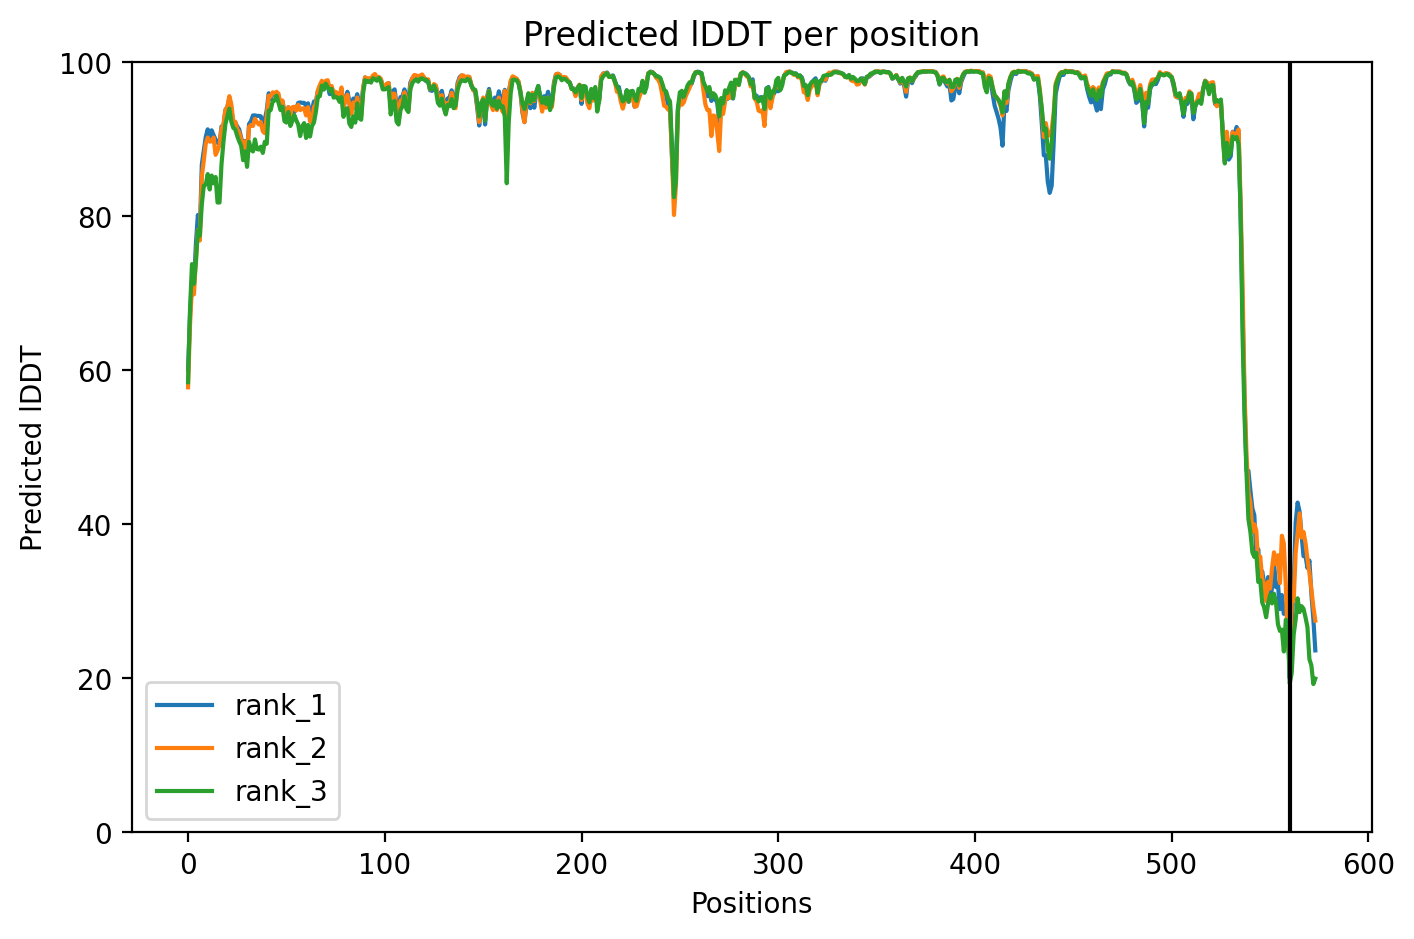 Predicted lDDT per position
100
80
60
40
20
0
Predicted lDDT
rank_1
rank_2
rank_3
0 100 200 300 400 500 600
Positions